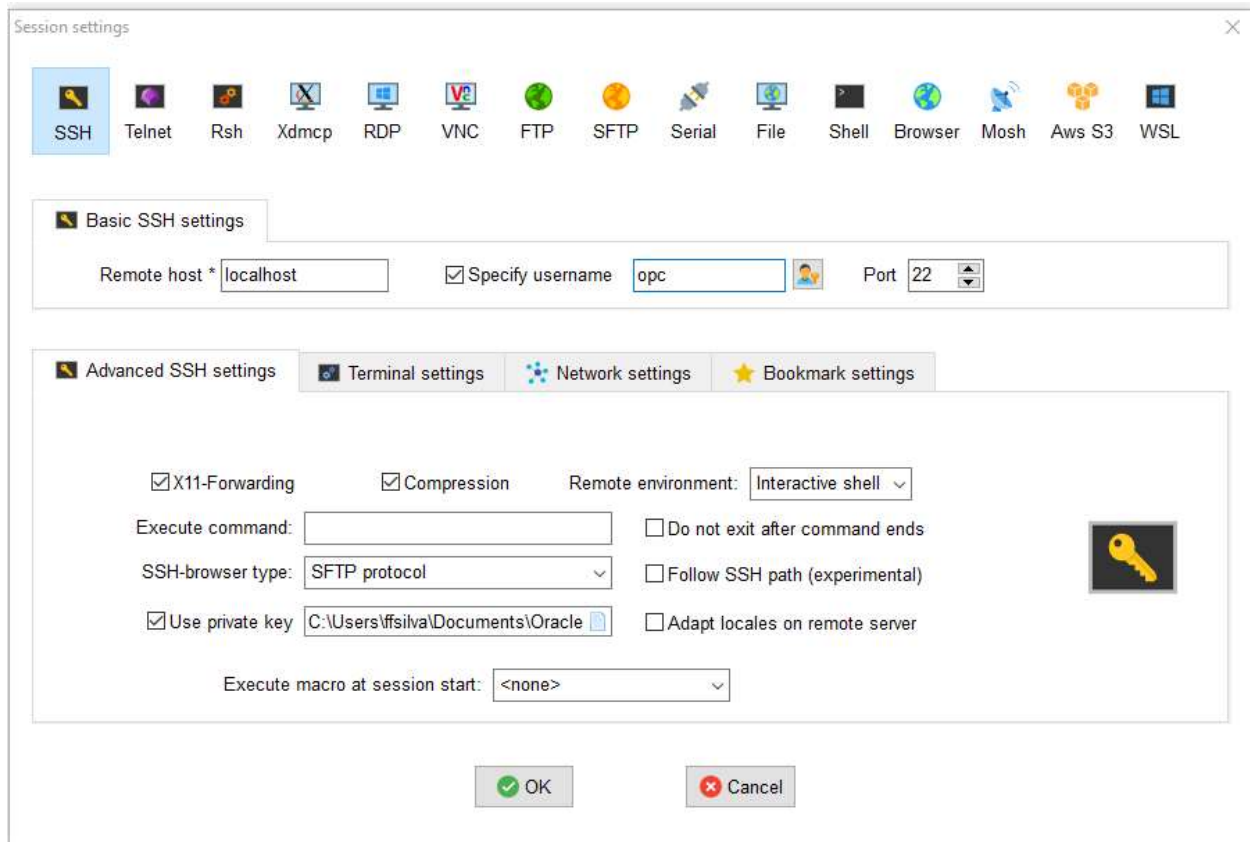 Session settings
SSH Telnet Rsh Xdmcp RDP VNC FTP SFTP Serial File Shell Browser Mosh Aws S3 WSL
Basic SSH settings
Remote host * localhost Specify username opc Port 22
Advanced SSH settings Terminal settings Network settings Bookmark settings
X11-Forwarding Compression Remote environment: Interactive shell
Execute command: Do not exit after command ends
SSH-browser type: SFTP protocol Follow SSH path (experimental)
Use private key C:\Users\ffsilva\Documents\Oracle Adapt locales on remote server
Execute macro at session start: <none>
OK Cancel